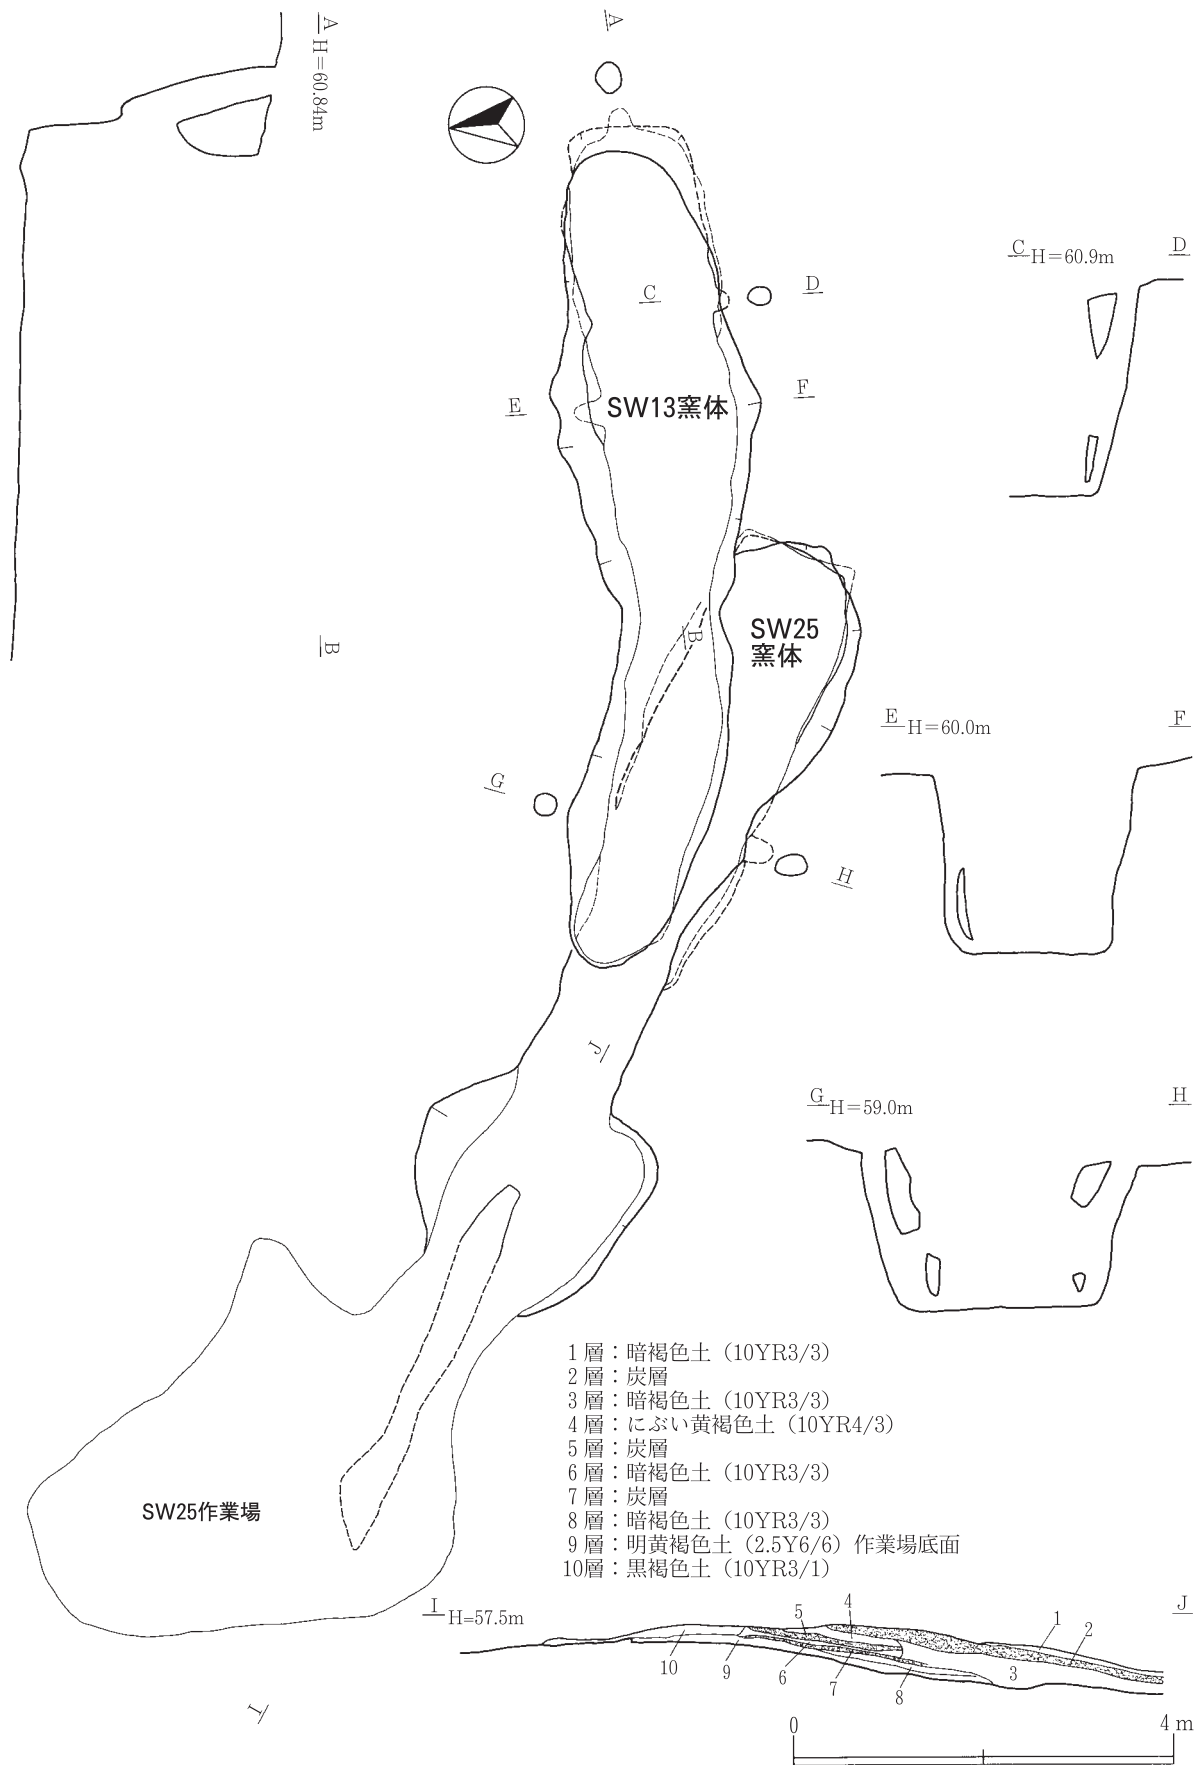 A
H=60.84m
A
C
D
E
F
SW13窯体
B
B
SW25
窯体
G
H
J
SW25作業場
I
C H=60.9m D
E H=60.0m F
G H=59.0m H
1層：暗褐色土（10YR3/3）
2層：炭層
3層：暗褐色土（10YR3/3）
4層：にぶい黄褐色土（10YR4/3）
5層：炭層
6層：暗褐色土（10YR3/3）
7層：炭層
8層：暗褐色土（10YR3/3）
9層：明黄褐色土（2.5Y6/6）作業場底面
10層：黒褐色土（10YR3/1）
I H=57.5m J
5 4 1 2
10 9 6 7 8 3
0 4 m